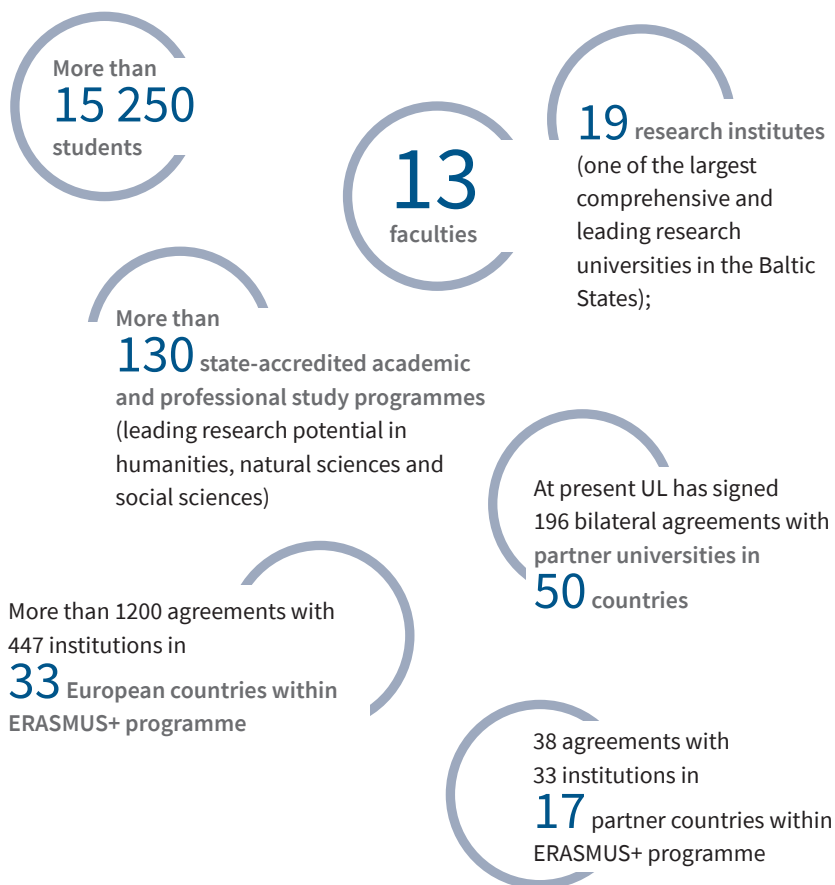 More than
15 250
students
13
faculties
19 research institutes
(one of the largest
comprehensive and
leading research
universities in the Baltic
States);
More than
130 state-accredited academic
and professional study programmes
(leading research potential in
humanities, natural sciences and
social sciences)
At present UL has signed
196 bilateral agreements with
partner universities in
50 countries
More than 1200 agreements with
447 institutions in
33 European countries within
ERASMUS+ programme
38 agreements with
33 institutions in
17 partner countries within
ERASMUS+ programme